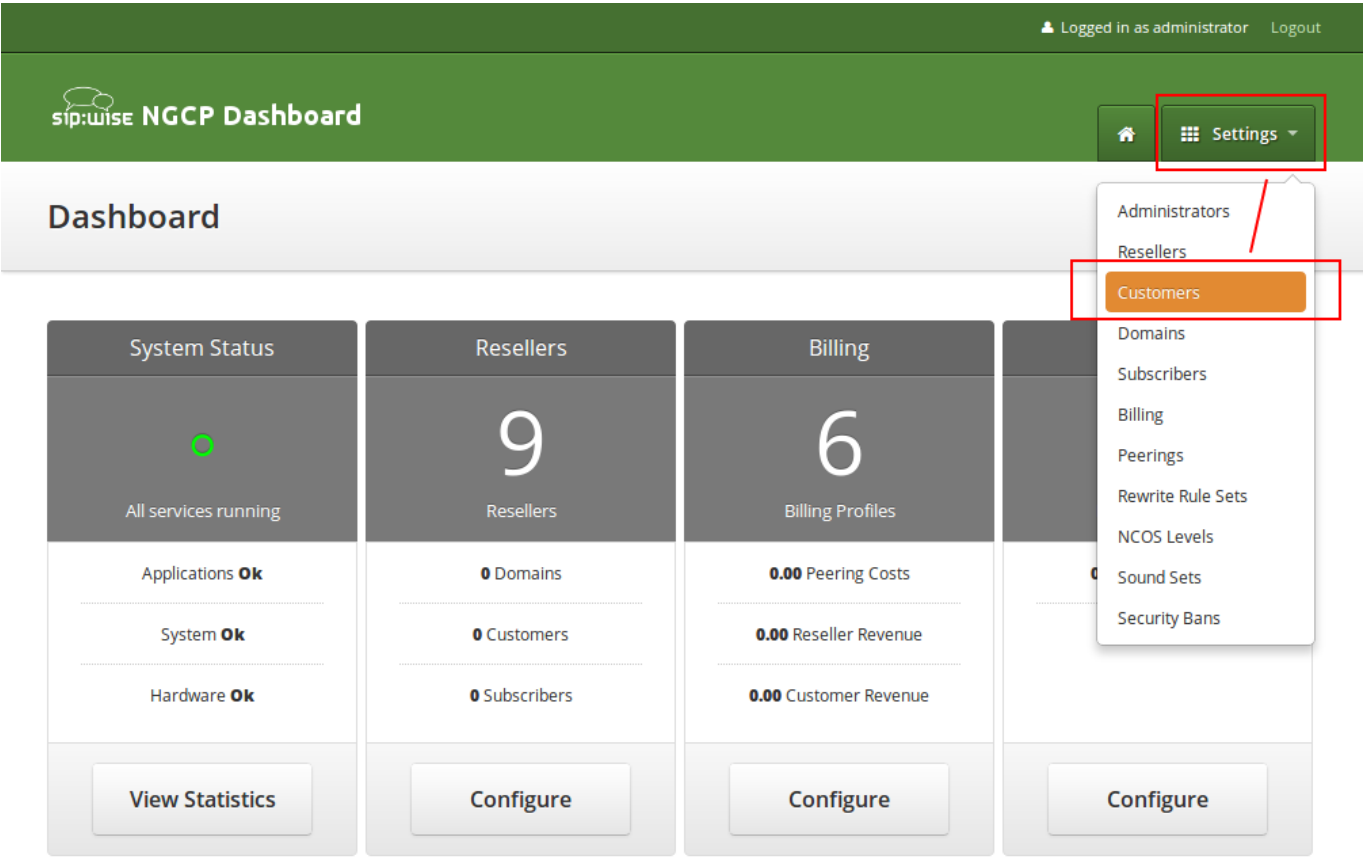 Logged in as administrator Logout
sip:wise NGCP Dashboard
Settings
Dashboard
Administrators
Resellers
Customers
Domains
Subscribers
Billing
Peerings
Rewrite Rule Sets
NCOS Levels
Sound Sets
Security Bans
System Status
All services running
Applications Ok
System Ok
Hardware Ok
View Statistics
Resellers
9
Resellers
0 Domains
0 Customers
0 Subscribers
Configure
Billing
6
Billing Profiles
0.00 Peering Costs
0.00 Reseller Revenue
0.00 Customer Revenue
Configure
Configure